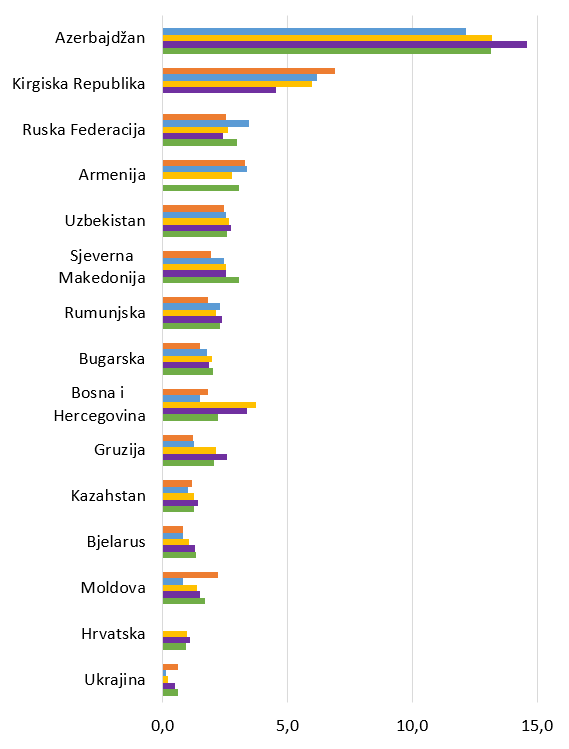 Azerbajdžan
Kirgiska Republika
Ruska Federacija
Armenija
Uzbekistan
Sjeverna
Makedonija
Rumunjska
Bugarska
Bosna i
Hercegovina
Gruzija
Kazahstan
Bjelarus
Moldova
Hrvatska
Ukrajina
0,0 5,0 10,0 15,0